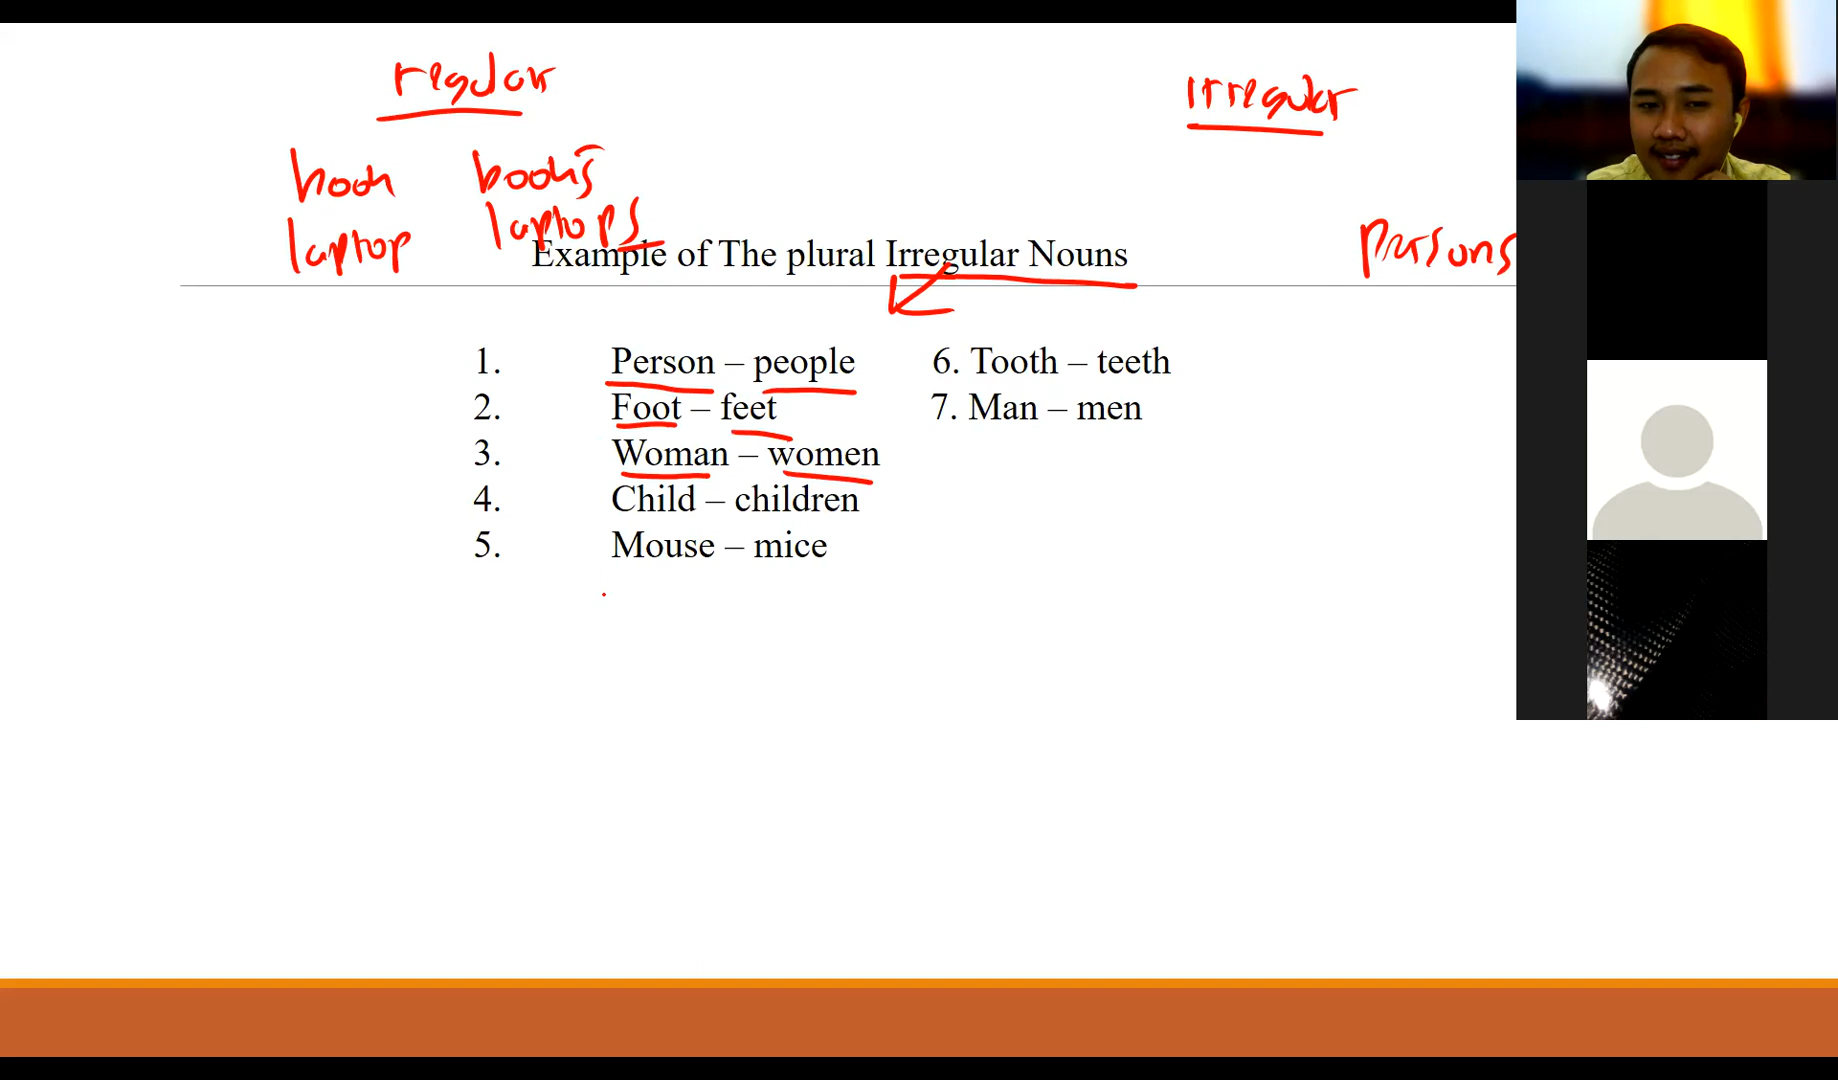 regular
irregular
book books
laptop laptops
persons
Example of The plural Irregular Nouns
1. Person – people
2. Foot – feet
3. Woman – women
4. Child – children
5. Mouse – mice
6. Tooth – teeth
7. Man – men